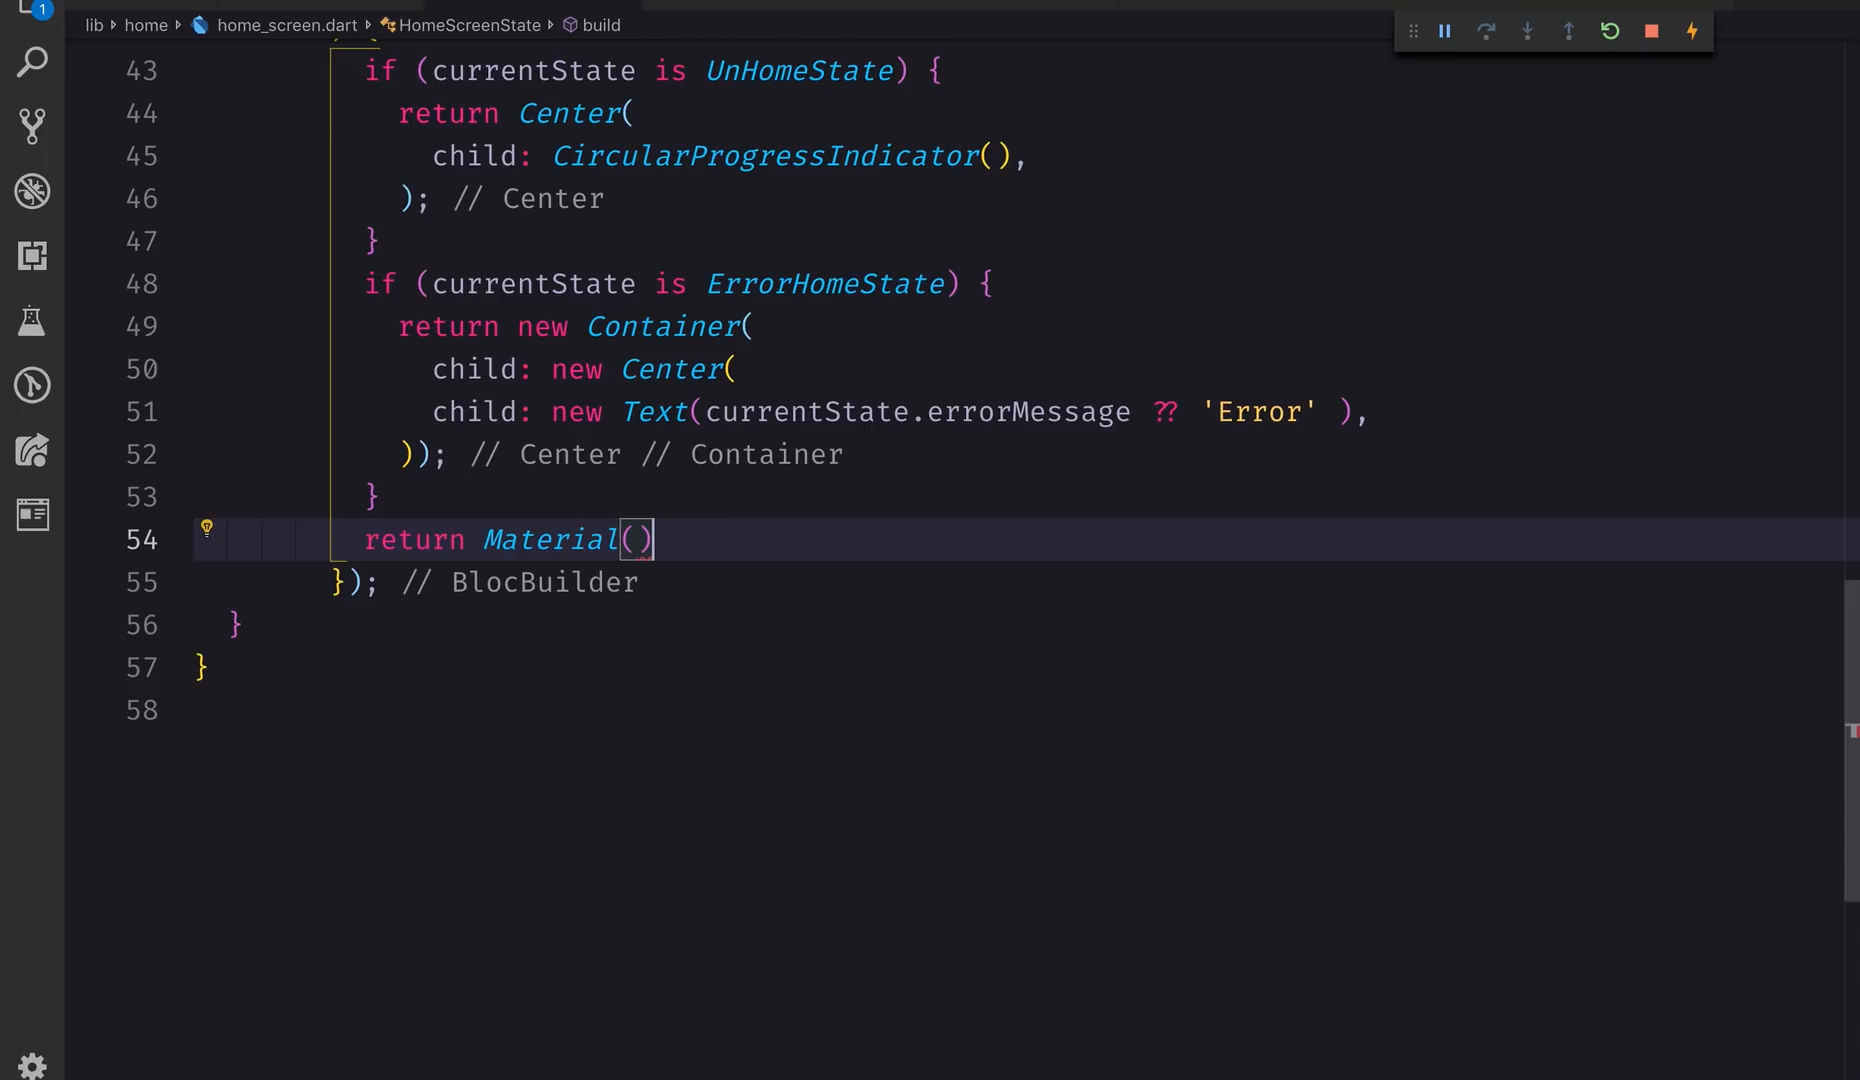 1
lib home home_screen.dart HomeScreenState build
43 if (currentState is UnHomeState) {
44 return Center(
45 child: CircularProgressIndicator(),
46 ); // Center
47 }
48 if (currentState is ErrorHomeState) {
49 return new Container(
50 child: new Center(
51 child: new Text(currentState.errorMessage ?? 'Error' ),
52 )); // Center // Container
53 }
54 return Material()
55 }); // BlocBuilder
56 }
57 }
58